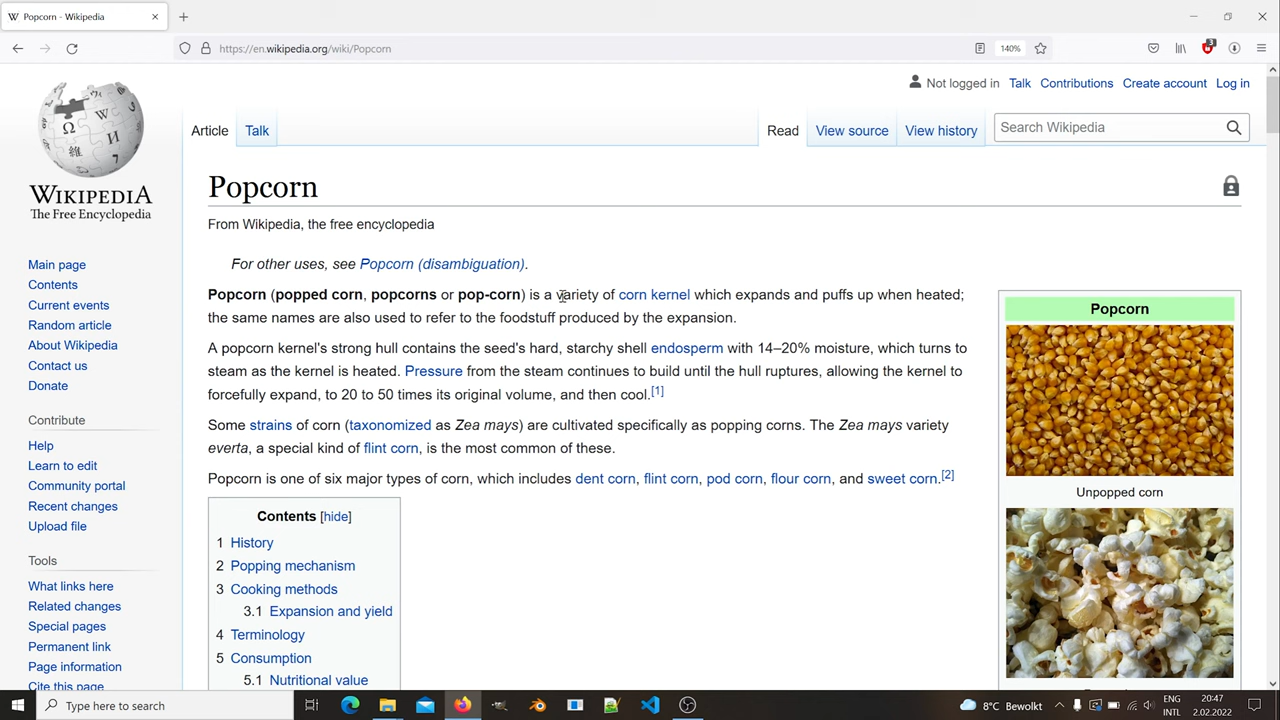 Popcorn - Wikipedia
https://en.wikipedia.org/wiki/Popcorn
140%
3
Not logged in Talk Contributions Create account Log in
Article Talk Read View source View history Search Wikipedia
WIKIPEDIA
The Free Encyclopedia
Main page
Contents
Current events
Random article
About Wikipedia
Contact us
Donate
Contribute
Help
Learn to edit
Community portal
Recent changes
Upload file
Tools
What links here
Related changes
Special pages
Permanent link
Page information
Cite this page
Popcorn
From Wikipedia, the free encyclopedia
For other uses, see Popcorn (disambiguation).
Popcorn (popped corn, popcorns or pop-corn) is a variety of corn kernel which expands and puffs up when heated;
the same names are also used to refer to the foodstuff produced by the expansion.
A popcorn kernel's strong hull contains the seed's hard, starchy shell endosperm with 14–20% moisture, which turns to
steam as the kernel is heated. Pressure from the steam continues to build until the hull ruptures, allowing the kernel to
forcefully expand, to 20 to 50 times its original volume, and then cool.[1]
Some strains of corn (taxonomized as Zea mays) are cultivated specifically as popping corns. The Zea mays variety
everta, a special kind of flint corn, is the most common of these.
Popcorn is one of six major types of corn, which includes dent corn, flint corn, pod corn, flour corn, and sweet corn.[2]
Contents [hide]
1 History
2 Popping mechanism
3 Cooking methods
3.1 Expansion and yield
4 Terminology
5 Consumption
5.1 Nutritional value
Popcorn
Unpopped corn
Type here to search
8°C Bewolkt
ENG
INTL
20:47
2.02.2022